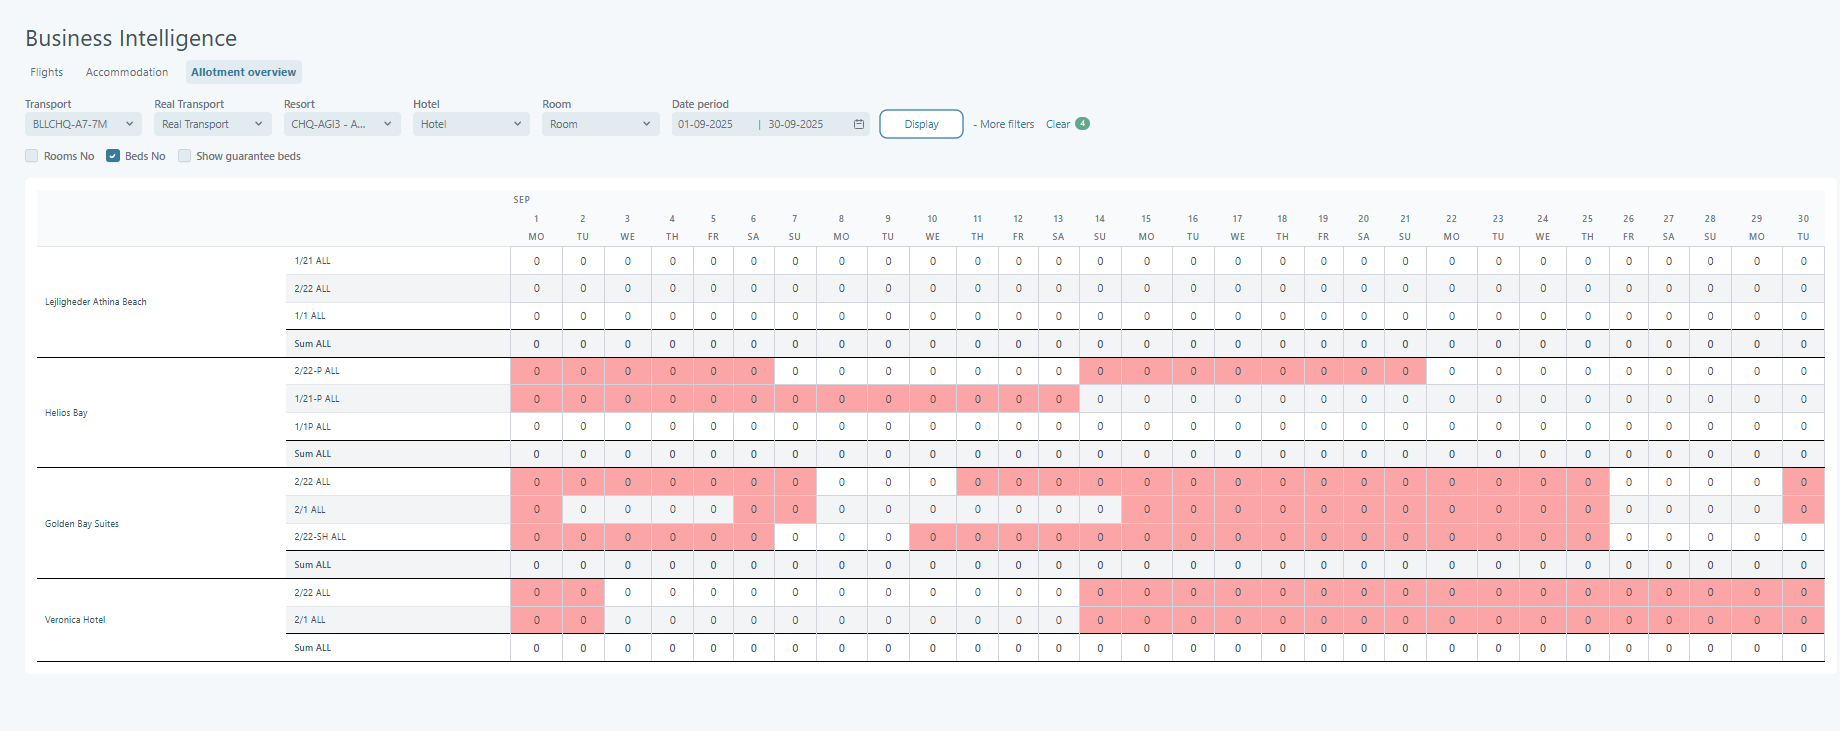 Business Intelligence
Flights Accommodation Allotment overview
Transport Real Transport Resort Hotel Room Date period
BLLCHQ-A7-7M Real Transport CHQ-AGI3 - A... Hotel Room 01-09-2025 | 30-09-2025 Display - More filters Clear 4
Rooms No Beds No Show guarantee beds
SEP
1 2 3 4 5 6 7 8 9 10 11 12 13 14 15 16 17 18 19 20 21 22 23 24 25 26 27 28 29 30
MO TU WE TH FR SA SU MO TU WE TH FR SA SU MO TU WE TH FR SA SU MO TU WE TH FR SA SU MO TU
1/21 ALL 0 0 0 0 0 0 0 0 0 0 0 0 0 0 0 0 0 0 0 0 0 0 0 0 0 0 0 0 0 0
2/22 ALL 0 0 0 0 0 0 0 0 0 0 0 0 0 0 0 0 0 0 0 0 0 0 0 0 0 0 0 0 0 0
Lejligheder Athina Beach
1/1 ALL 0 0 0 0 0 0 0 0 0 0 0 0 0 0 0 0 0 0 0 0 0 0 0 0 0 0 0 0 0 0
Sum ALL 0 0 0 0 0 0 0 0 0 0 0 0 0 0 0 0 0 0 0 0 0 0 0 0 0 0 0 0 0 0
2/22-P ALL 0 0 0 0 0 0 0 0 0 0 0 0 0 0 0 0 0 0 0 0 0 0 0 0 0 0 0 0 0 0
1/21-P ALL 0 0 0 0 0 0 0 0 0 0 0 0 0 0 0 0 0 0 0 0 0 0 0 0 0 0 0 0 0 0
Helios Bay
1/1P ALL 0 0 0 0 0 0 0 0 0 0 0 0 0 0 0 0 0 0 0 0 0 0 0 0 0 0 0 0 0 0
Sum ALL 0 0 0 0 0 0 0 0 0 0 0 0 0 0 0 0 0 0 0 0 0 0 0 0 0 0 0 0 0 0
2/22 ALL 0 0 0 0 0 0 0 0 0 0 0 0 0 0 0 0 0 0 0 0 0 0 0 0 0 0 0 0 0 0
2/1 ALL 0 0 0 0 0 0 0 0 0 0 0 0 0 0 0 0 0 0 0 0 0 0 0 0 0 0 0 0 0 0
Golden Bay Suites
2/22-SH ALL 0 0 0 0 0 0 0 0 0 0 0 0 0 0 0 0 0 0 0 0 0 0 0 0 0 0 0 0 0 0
Sum ALL 0 0 0 0 0 0 0 0 0 0 0 0 0 0 0 0 0 0 0 0 0 0 0 0 0 0 0 0 0 0
2/22 ALL 0 0 0 0 0 0 0 0 0 0 0 0 0 0 0 0 0 0 0 0 0 0 0 0 0 0 0 0 0 0
Veronica Hotel 2/1 ALL 0 0 0 0 0 0 0 0 0 0 0 0 0 0 0 0 0 0 0 0 0 0 0 0 0 0 0 0 0 0
Sum ALL 0 0 0 0 0 0 0 0 0 0 0 0 0 0 0 0 0 0 0 0 0 0 0 0 0 0 0 0 0 0